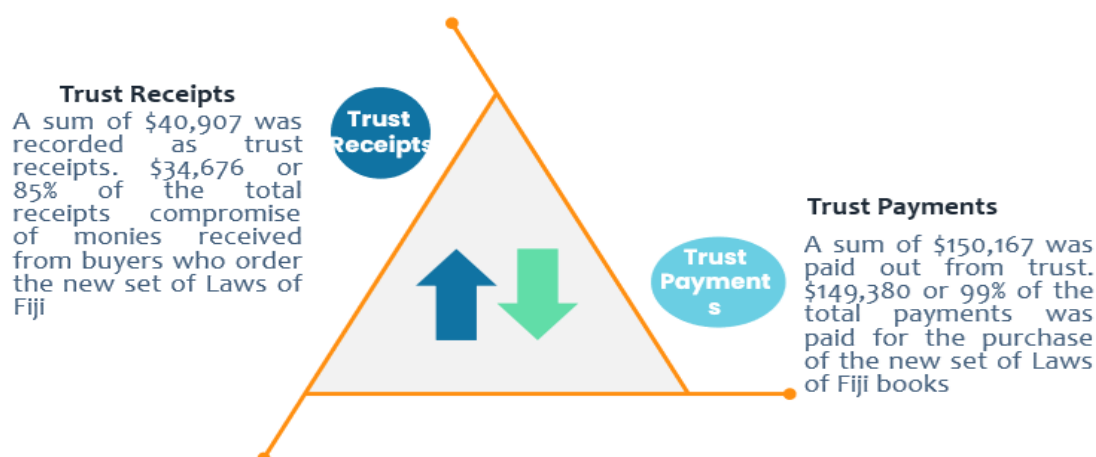 Trust Receipts
A sum of $40,907 was
recorded as trust
receipts. $34,676 or
85% of the total
receipts compromise
of monies received
from buyers who order
the new set of Laws of
Fiji
Trust
Receipts
Trust
Payment
s
Trust Payments
A sum of $150,167 was
paid out from trust.
$149,380 or 99% of the
total payments was
paid for the purchase
of the new set of Laws
of Fiji books